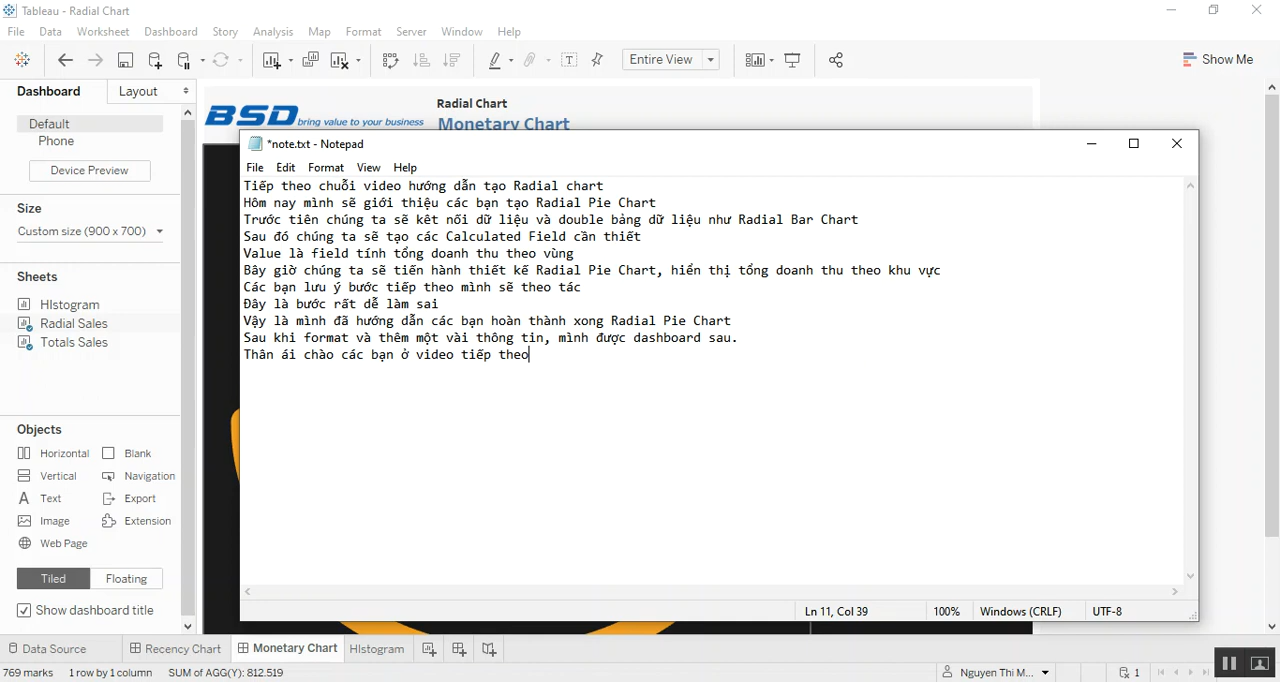 Tableau - Radial Chart
File Data Worksheet Dashboard Story Analysis Map Format Server Window Help
Entire View
Show Me
Dashboard Layout
Default
Phone
Device Preview
Size
Custom size (900 x 700)
Sheets
HIstogram
Radial Sales
Totals Sales
Objects
Horizontal Blank
Vertical Navigation
Text Export
Image Extension
Web Page
Tiled Floating
Show dashboard title
BSD bring value to your business
Radial Chart
Monetary Chart
*note.txt - Notepad
File Edit Format View Help
Tiếp theo chuỗi video hướng dẫn tạo Radial chart
Hôm nay mình sẽ giới thiệu các bạn tạo Radial Pie Chart
Trước tiên chúng ta sẽ kêt nối dữ liệu và double bảng dữ liệu như Radial Bar Chart
Sau đó chúng ta sẽ tạo các Calculated Field cần thiết
Value là field tính tổng doanh thu theo vùng
Bây giờ chúng ta sẽ tiến hành thiết kế Radial Pie Chart, hiển thị tổng doanh thu theo khu vực
Các bạn lưu ý bước tiếp theo mình sẽ theo tác
Đây là bước rất dễ làm sai
Vậy là mình đã hướng dẫn các bạn hoàn thành xong Radial Pie Chart
Sau khi format và thêm một vài thông tin, mình được dashboard sau.
Thân ái chào các bạn ở video tiếp theo
Ln 11, Col 39 100% Windows (CRLF) UTF-8
Data Source Recency Chart Monetary Chart HIstogram
769 marks 1 row by 1 column SUM of AGG(Y): 812.519 Nguyen Thi M... 1